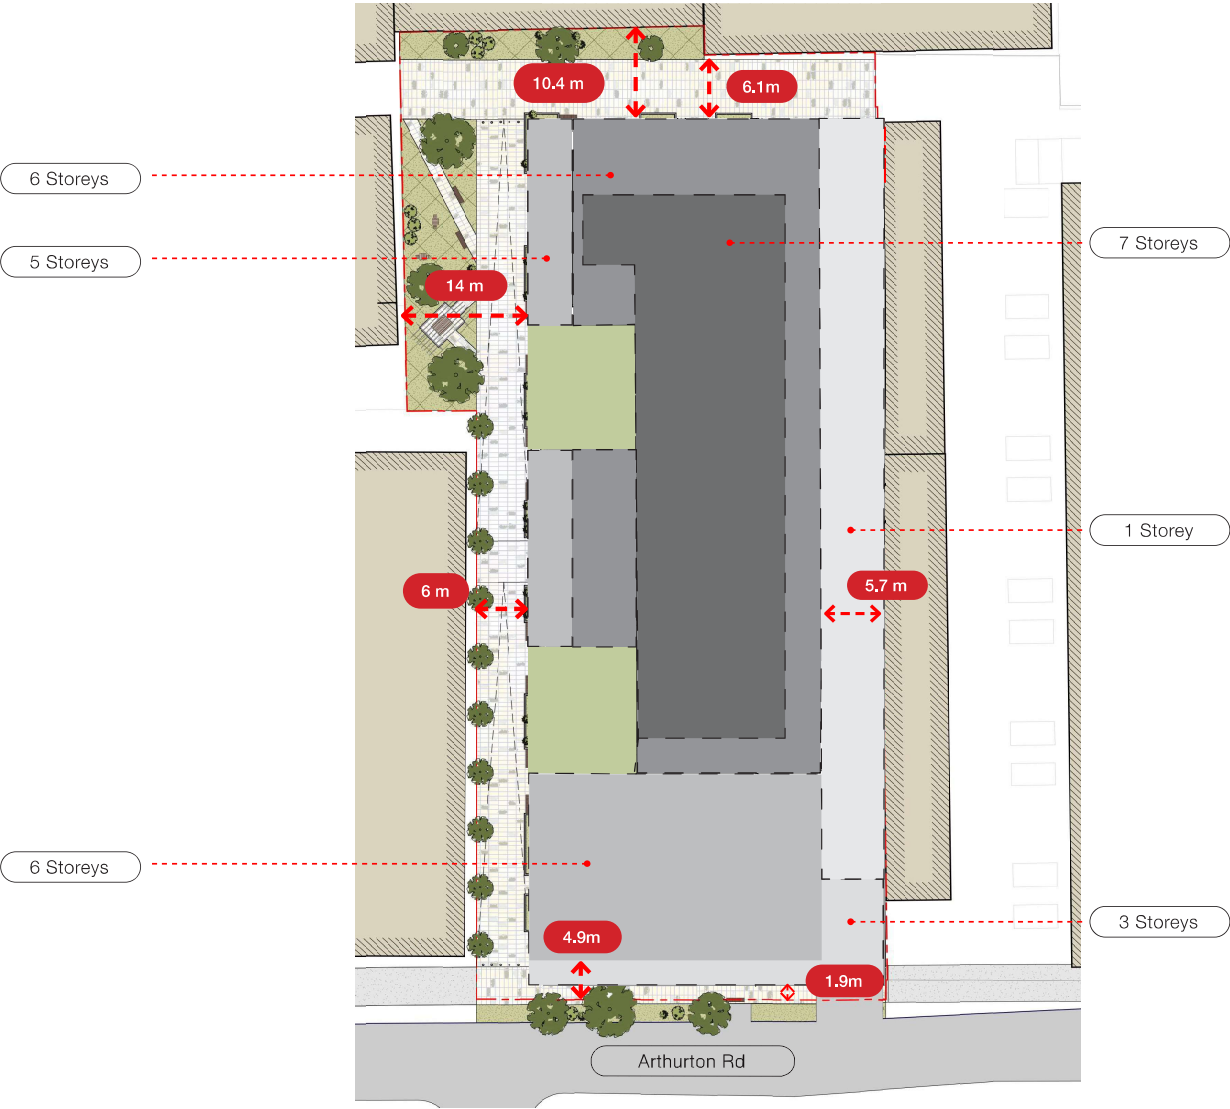 10.4 m
6.1m
6 Storeys
7 Storeys
5 Storeys
14 m
1 Storey
6 m
5.7 m
6 Storeys
3 Storeys
4.9m
1.9m
Arthurton Rd